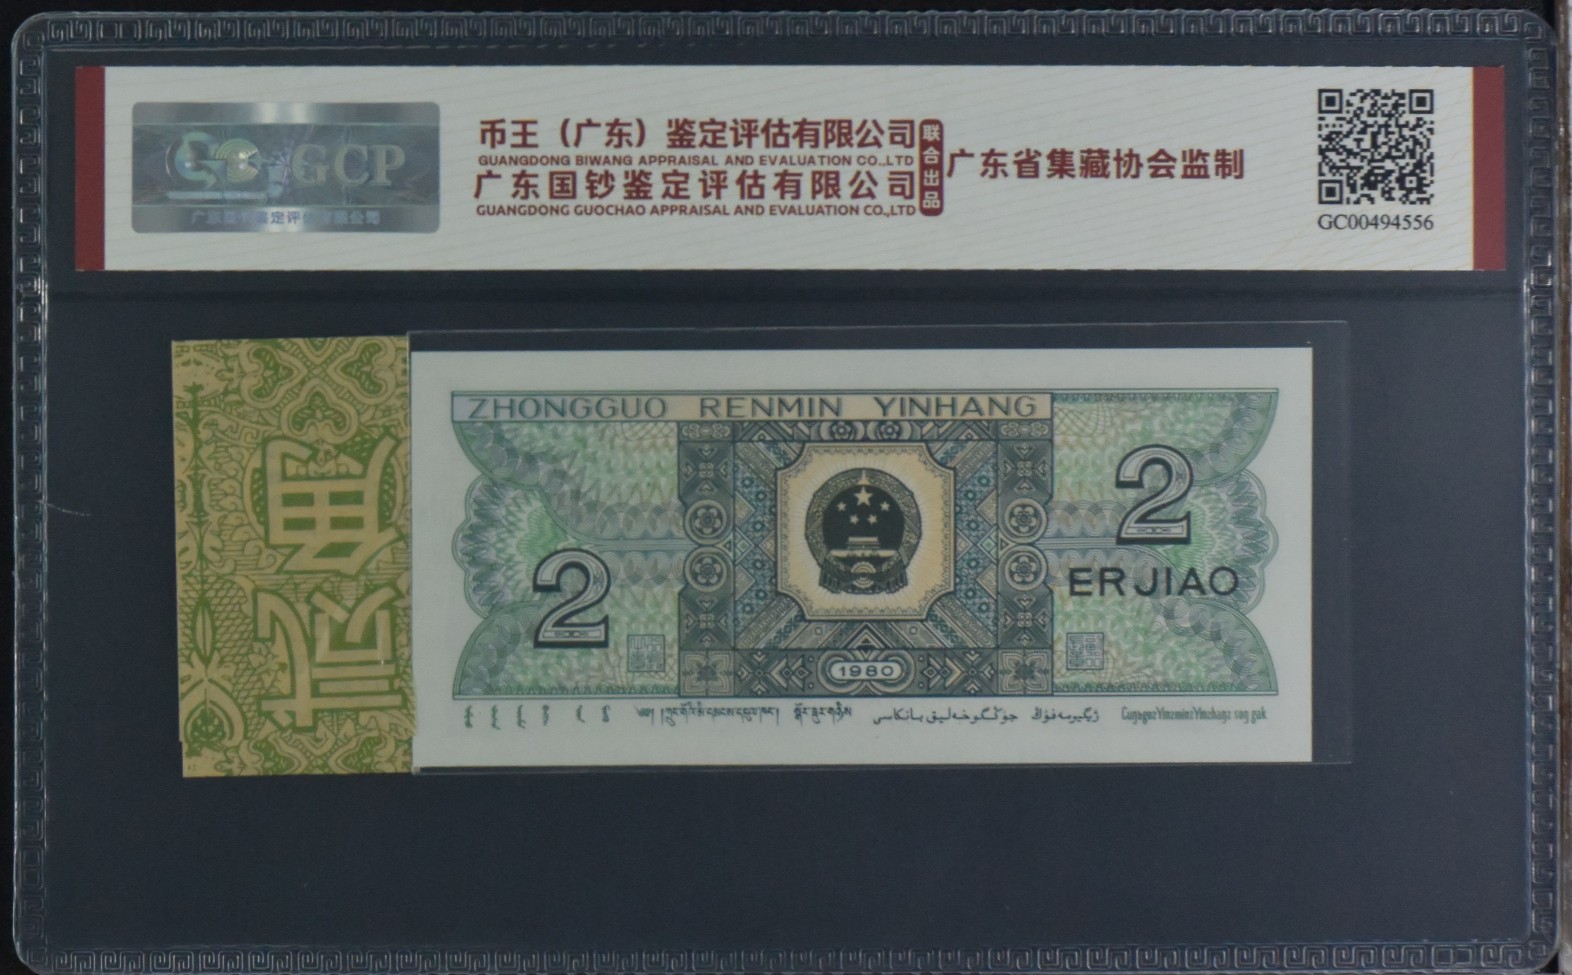 GCP
币王（广东）鉴定评估有限公司
GUANGDONG BIWANG APPRAISAL AND EVALUATION CO.,LTD
广东国钞鉴定评估有限公司
GUANGDONG GUOCHAO APPRAISAL AND EVALUATION CO.,LTD
联合出品
广东省集藏协会监制
GC00494556
ZHONGGUO RENMIN YINHANG
2
2
ERJIAO
1980
جۇڭگوخەلىق بانكاسى